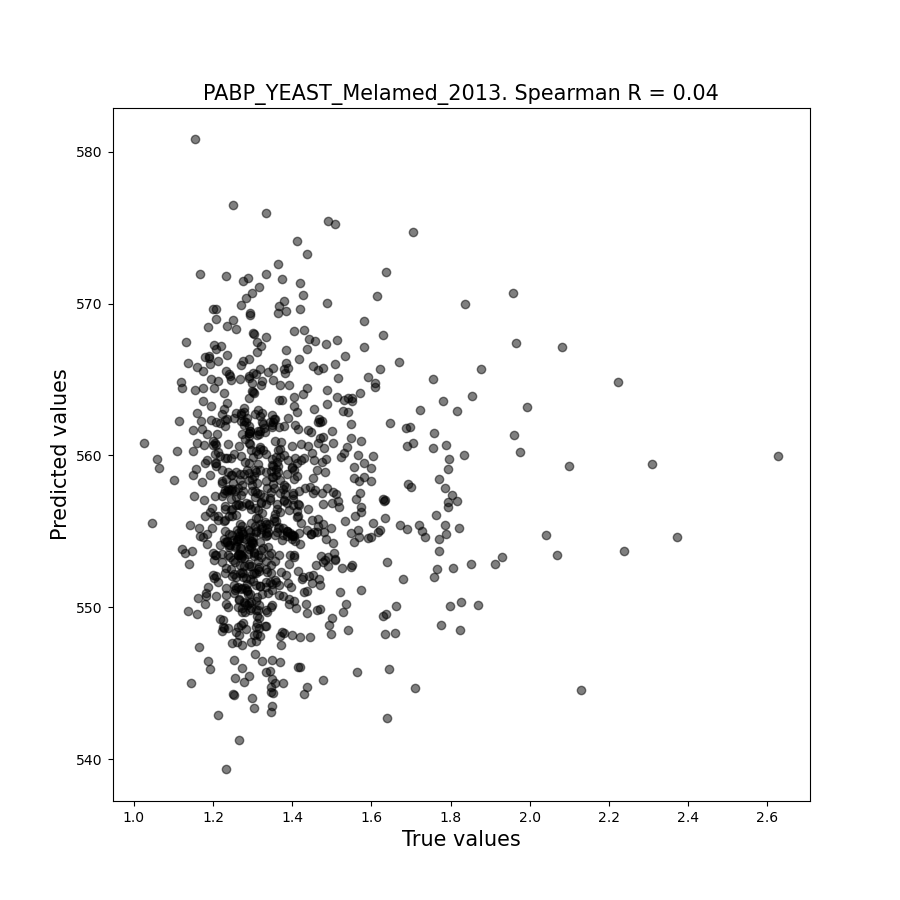 PABP_YEAST_Melamed_2013. Spearman R = 0.04
Predicted values
580
570
560
550
540
1.0 1.2 1.4 1.6 1.8 2.0 2.2 2.4 2.6
True values